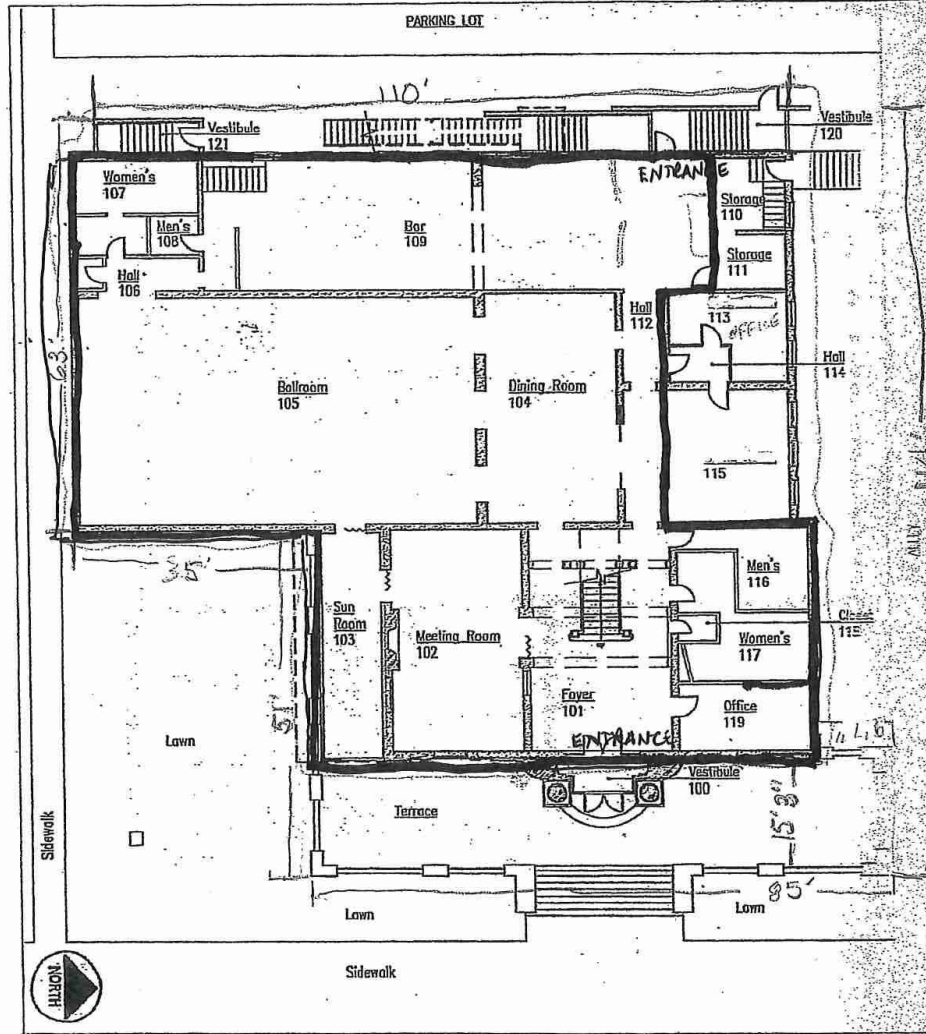 PARKING LOT
110'
Vestibule
121
Vestibule
120
ENTRANCE
Women's
107
Storage
110
Men's
108
Bar
109
Storage
111
Hall
106
Hall
112
113
OFFICE
Hall
114
63'
Ballroom
105
Dining Room
104
115
ALLEY
35'
Men's
116
Sun
Room
103
Meeting Room
102
Women's
117
Foyer
101
Office
119
51'
Lawn
ENTRANCE
Vestibule
100
Terrace
15'3"
Sidewalk
85'
Lawn
Lawn
Sidewalk
NORTH